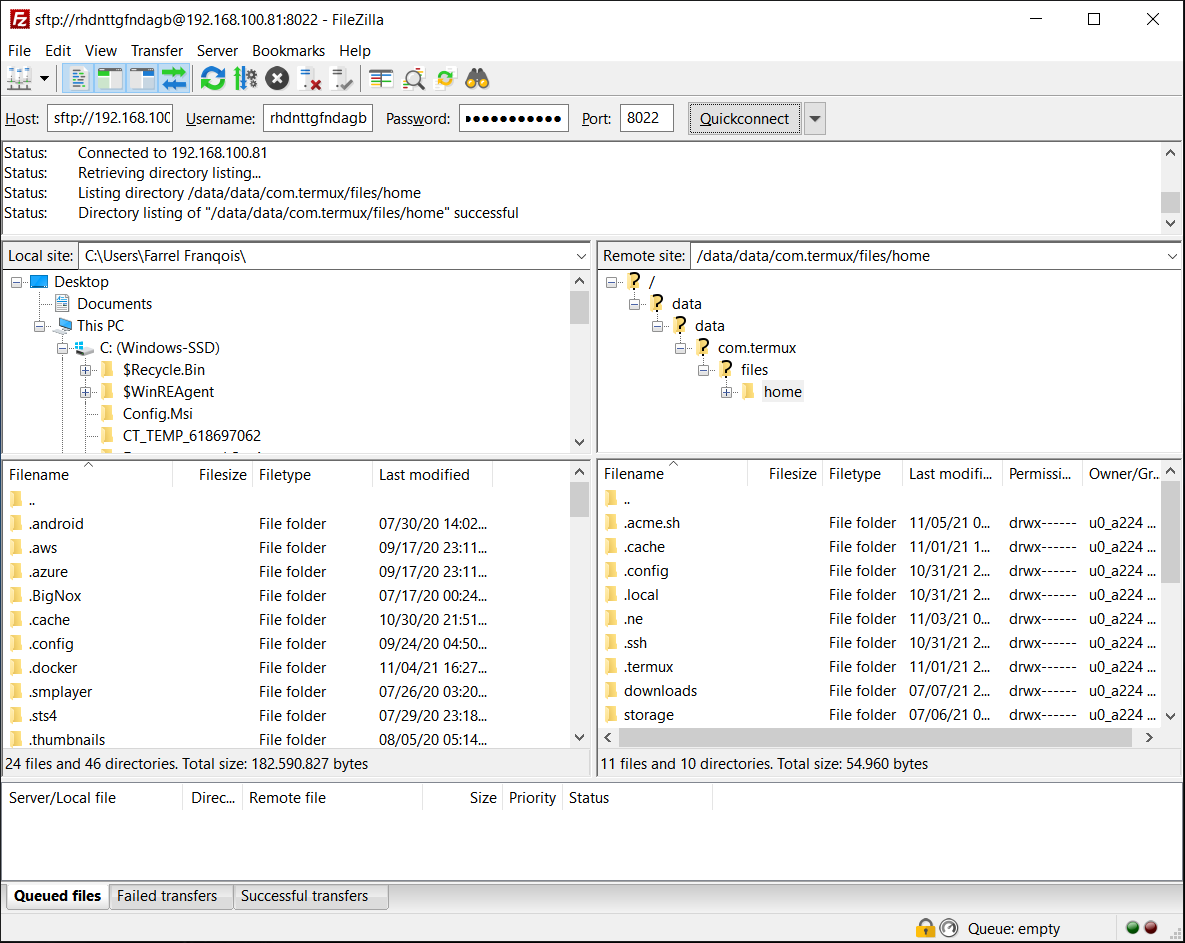 sftp://rhdnttgfndagb@192.168.100.81:8022 - FileZilla
File Edit View Transfer Server Bookmarks Help
Host: sftp://192.168.100 Username: rhdnttgfndagb Password: ●●●●●●●●●●● Port: 8022 Quickconnect
Status: Connected to 192.168.100.81
Status: Retrieving directory listing...
Status: Listing directory /data/data/com.termux/files/home
Status: Directory listing of "/data/data/com.termux/files/home" successful
Local site: C:\Users\Farrel Franqois\
Desktop
Documents
This PC
C: (Windows-SSD)
$Recycle.Bin
$WinREAgent
Config.Msi
CT_TEMP_618697062
Filename Filesize Filetype Last modified
..
.android File folder 07/30/20 14:02...
.aws File folder 09/17/20 23:11...
.azure File folder 09/17/20 23:11...
.BigNox File folder 07/17/20 00:24...
.cache File folder 10/30/20 21:51...
.config File folder 09/24/20 04:50...
.docker File folder 11/04/21 16:27...
.smplayer File folder 07/26/20 03:20...
.sts4 File folder 07/29/20 23:18...
.thumbnails File folder 08/05/20 05:14...
24 files and 46 directories. Total size: 182.590.827 bytes
Remote site: /data/data/com.termux/files/home
/
data
data
com.termux
files
home
Filename Filesize Filetype Last modifi... Permissi... Owner/Gr...
..
.acme.sh File folder 11/05/21 0... drwx------ u0_a224 ...
.cache File folder 11/01/21 1... drwx------ u0_a224 ...
.config File folder 10/31/21 2... drwx------ u0_a224 ...
.local File folder 10/31/21 2... drwx------ u0_a224 ...
.ne File folder 11/03/21 0... drwx------ u0_a224 ...
.ssh File folder 10/31/21 2... drwx------ u0_a224 ...
.termux File folder 11/01/21 2... drwx------ u0_a224 ...
downloads File folder 07/07/21 2... drwx------ u0_a224 ...
storage File folder 07/06/21 0... drwx------ u0_a224 ...
11 files and 10 directories. Total size: 54.960 bytes
Server/Local file Direc... Remote file Size Priority Status
Queued files Failed transfers Successful transfers
Queue: empty